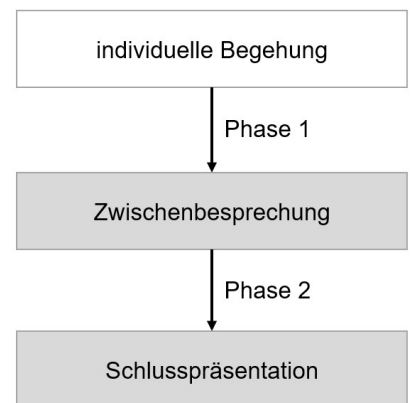 individuelle Begehung
Phase 1
Zwischenbesprechung
Phase 2
Schlusspräsentation